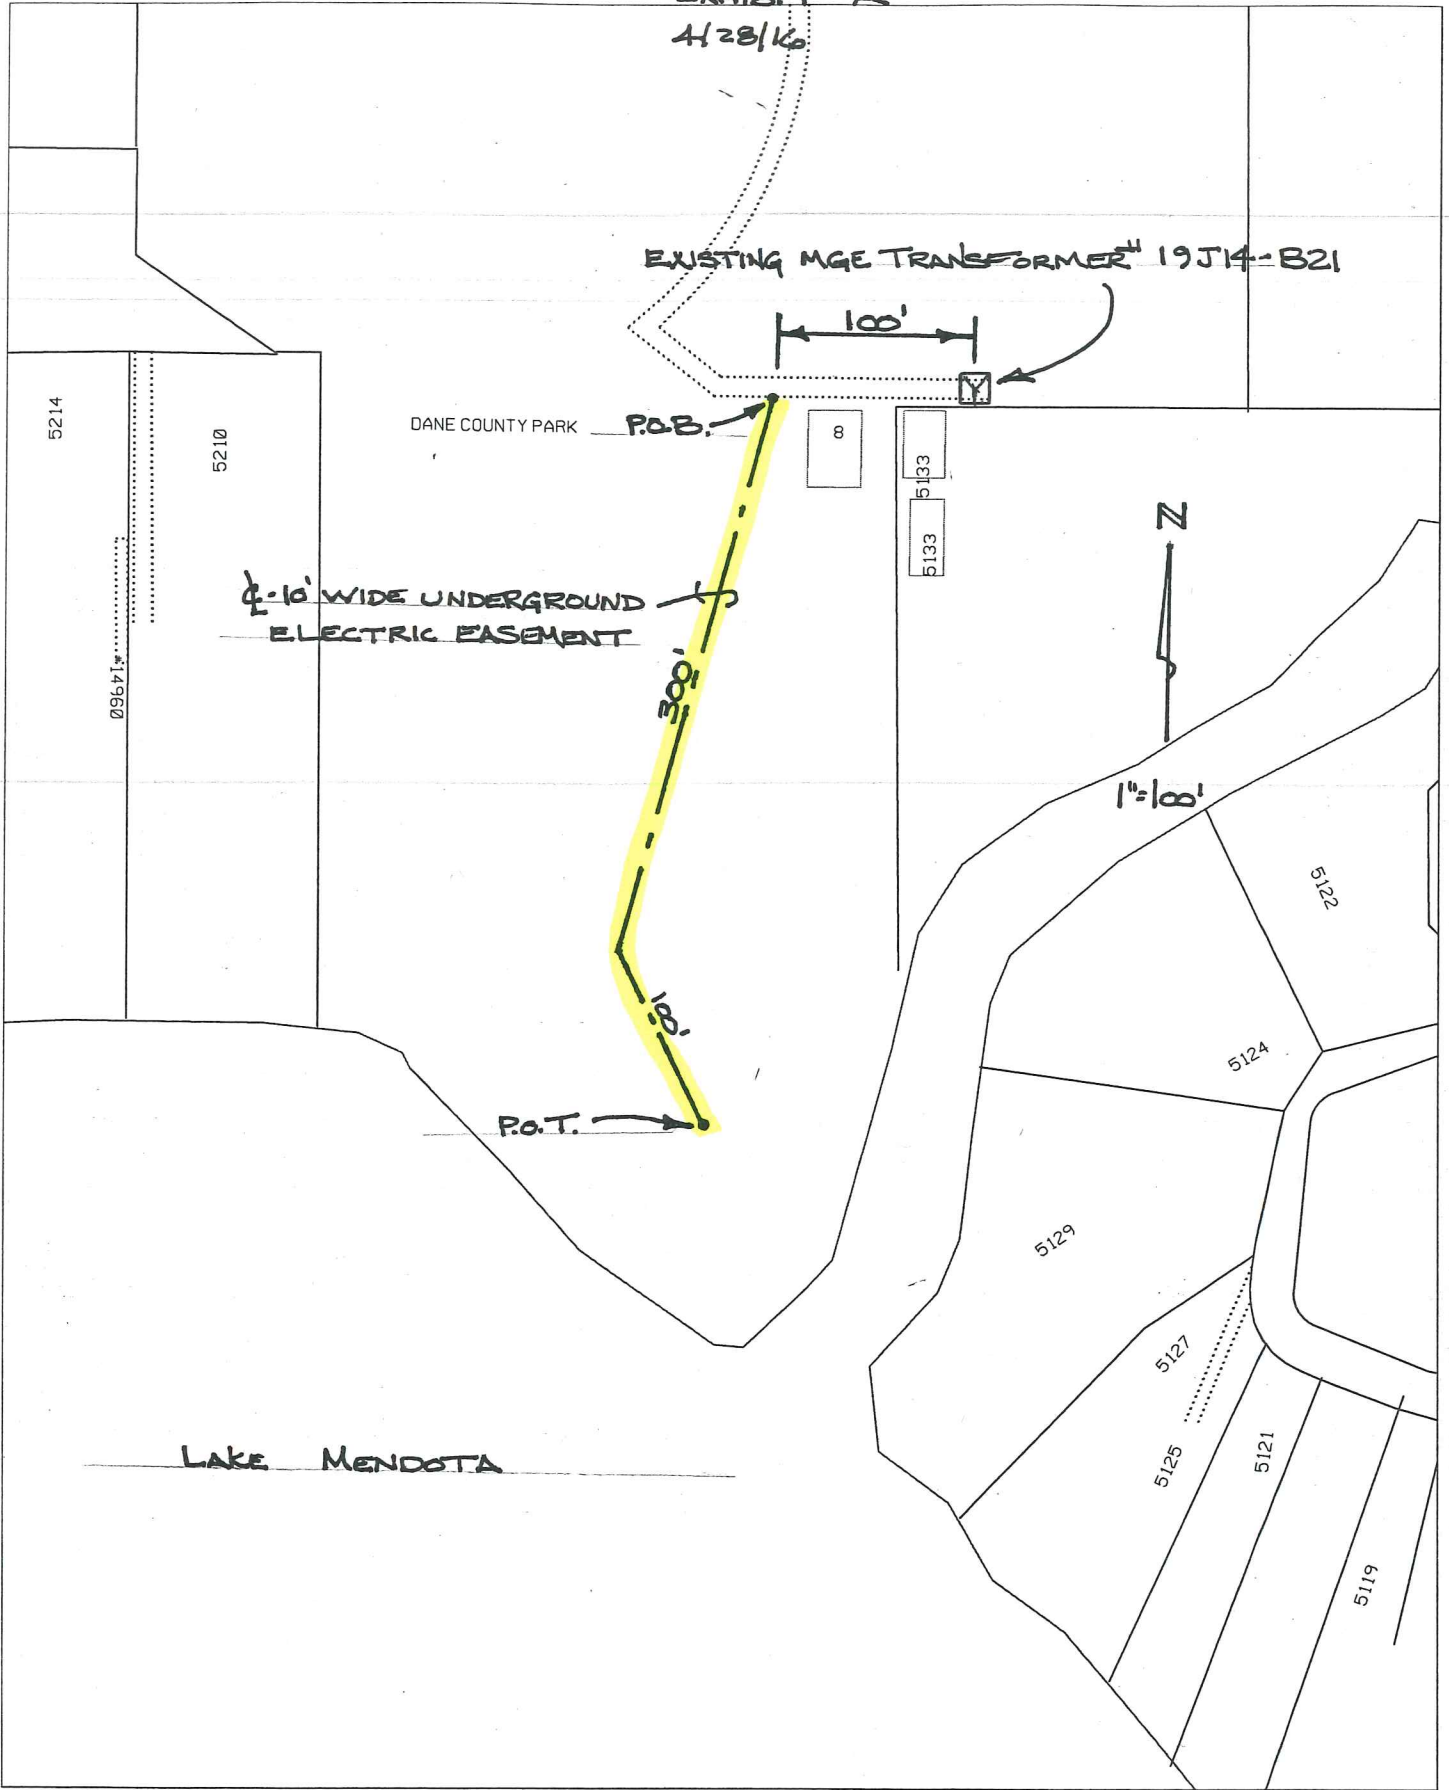 4/28/16
EXISTING MGE TRANSFORMER# 19J14-B21
100'
Y
5214
5210
DANE COUNTY PARK
P.O.B.
8
5133
5133
N
℄-10' WIDE UNDERGROUND
ELECTRIC EASEMENT
300'
14960
1"=100'
5122
100'
5124
P.O.T.
5129
5127
5125
5121
LAKE MENDOTA
5119